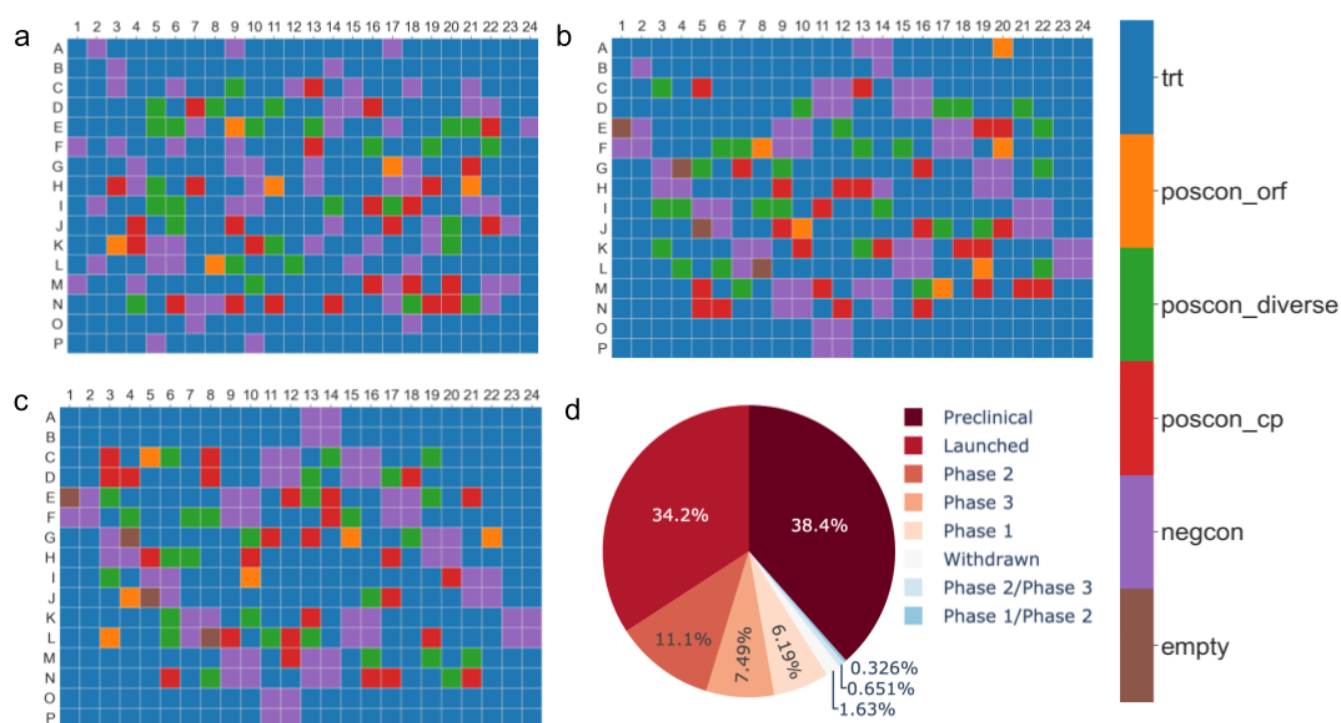 a
1 2 3 4 5 6 7 8 9 10 11 12 13 14 15 16 17 18 19 20 21 22 23 24
A
B
C
D
E
F
G
H
I
J
K
L
M
N
O
P
b
1 2 3 4 5 6 7 8 9 10 11 12 13 14 15 16 17 18 19 20 21 22 23 24
A
B
C
D
E
F
G
H
I
J
K
L
M
N
O
P
trt
poscon_orf
poscon_diverse
poscon_cp
negcon
empty
c
1 2 3 4 5 6 7 8 9 10 11 12 13 14 15 16 17 18 19 20 21 22 23 24
A
B
C
D
E
F
G
H
I
J
K
L
M
N
O
P
d
38.4%
34.2%
11.1%
7.49%
6.19%
0.326%
0.651%
1.63%
Preclinical
Launched
Phase 2
Phase 3
Phase 1
Withdrawn
Phase 2/Phase 3
Phase 1/Phase 2